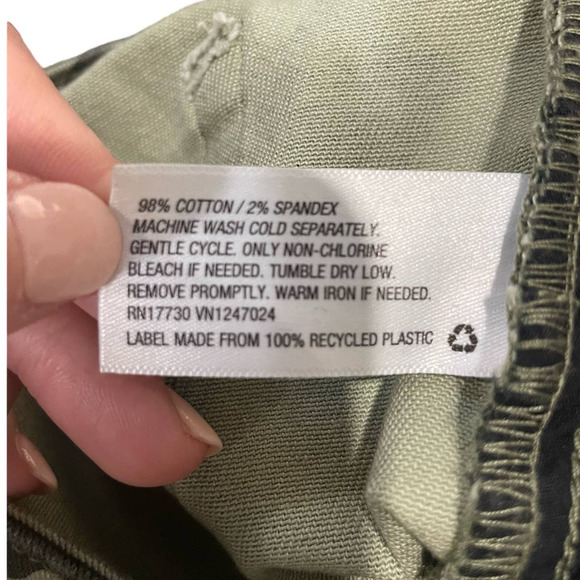 98% COTTON / 2% SPANDEX
MACHINE WASH COLD SEPARATELY.
GENTLE CYCLE. ONLY NON-CHLORINE
BLEACH IF NEEDED. TUMBLE DRY LOW.
REMOVE PROMPTLY. WARM IRON IF NEEDED.
RN17730 VN1247024
LABEL MADE FROM 100% RECYCLED PLASTIC